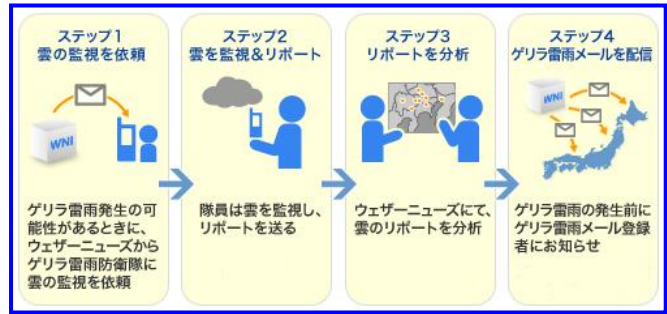 ステップ1
雲の監視を依頼
WNI
ゲリラ雷雨発生の可
能性があるときに、
ウェザーニューズから
ゲリラ雷雨防衛隊に
雲の監視を依頼
ステップ2
雲を監視&リポート
隊員は雲を監視し、
リポートを送る
ステップ3
リポートを分析
ウェザーニューズにて、
雲のリポートを分析
ステップ4
ゲリラ雷雨メールを配信
WNI
ゲリラ雷雨の発生前に
ゲリラ雷雨メール登録
者にお知らせ